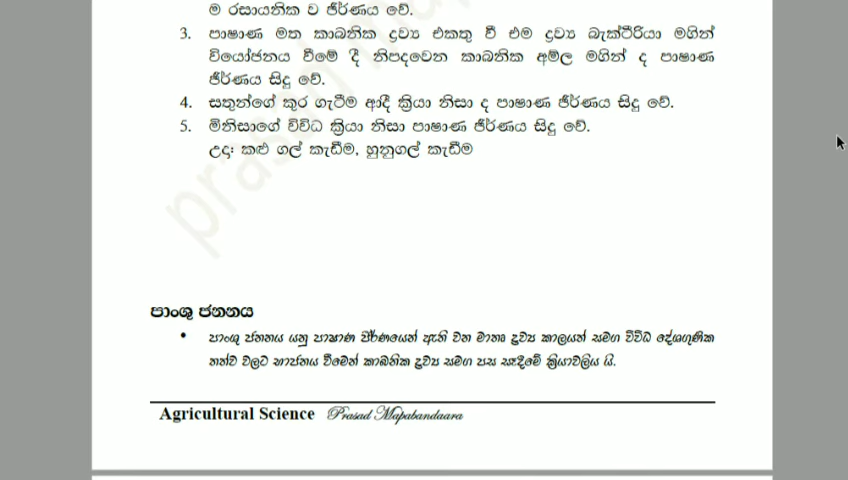 ම රසායනික ව ජීර්ණය වේ.
3. පාෂාණ මත කාබනික ද්‍රව්‍ය එකතු වී එම ද්‍රව්‍ය බැක්ටීරියා මගින්
වියෝජනය වීමේ දී නිපදවෙන කාබනික අම්ල මගින් ද පාෂාණ
ජීර්ණය සිදු වේ.
4. සතුන්ගේ කුර ගැටීම ආදී ක්‍රියා නිසා ද පාෂාණ ජීර්ණය සිදු වේ.
5. මිනිසාගේ විවිධ ක්‍රියා නිසා පාෂාණ ජීර්ණය සිදු වේ.
උදා: කළු ගල් කැඩීම, හුනුගල් කැඩීම
පාංශු ජනනය
• පාංශු ජනනය යනු පාෂාණ ජීර්ණයෙන් ඇති වන මාතෘ ද්‍රව්‍ය කාලයත් සමග විවිධ දේශගුණික
තත්ව වලට භාජනය වීමෙන් කාබනික ද්‍රව්‍ය සමග පස සෑදීමේ ක්‍රියාවලිය යි.
Agricultural Science Prasad Mapabandaara